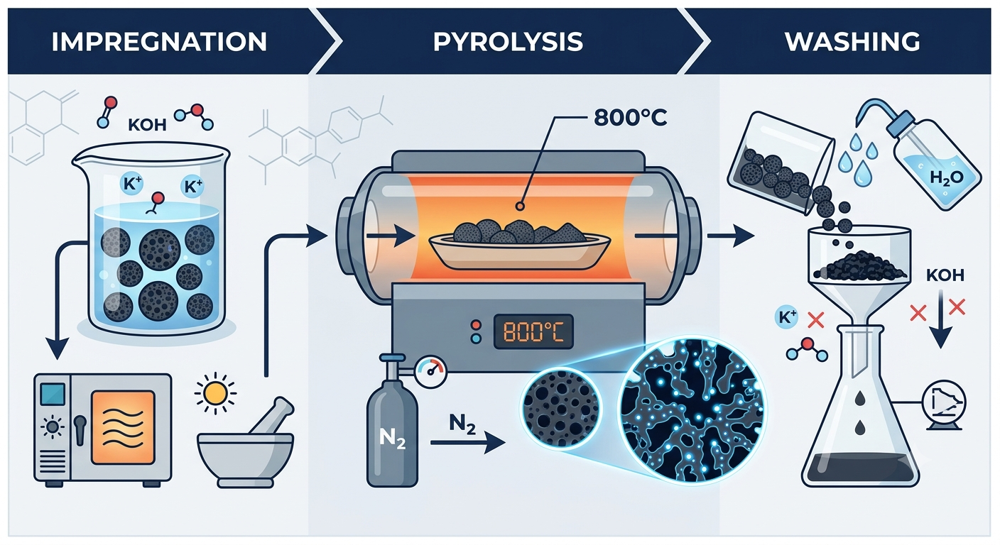 IMPREGNATION
PYROLYSIS
WASHING
KOH
K⁺
K⁺
800°C
H₂O
800°C
N₂
N₂
KOH
K⁺